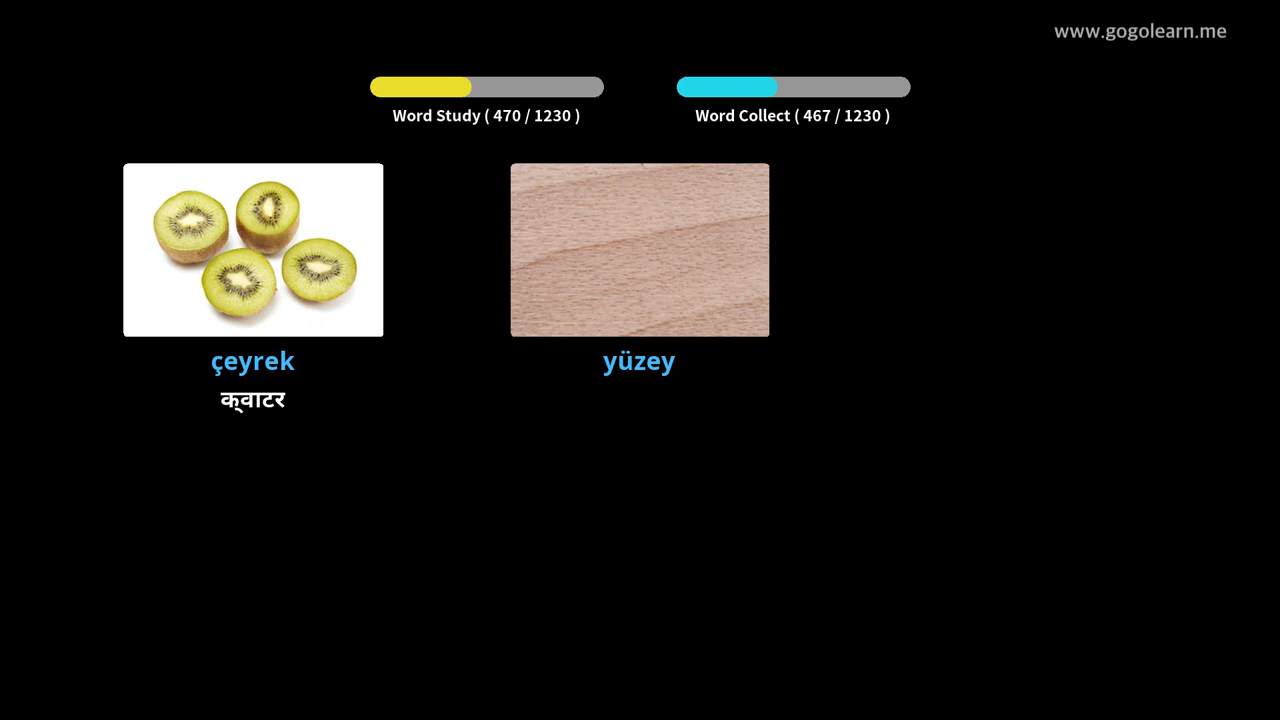 www.gogolearn.me
Word Study ( 470 / 1230 )
Word Collect ( 467 / 1230 )
çeyrek
yüzey
क्वाटर